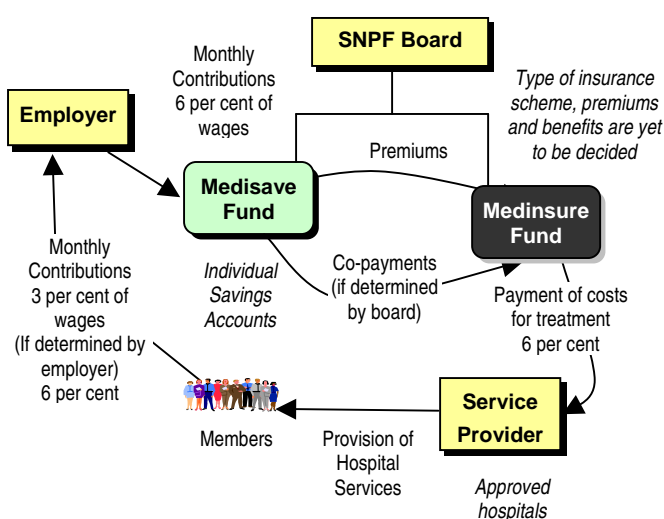 SNPF Board
Monthly
Contributions
6 per cent of
wages
Type of insurance
scheme, premiums
and benefits are yet
to be decided
Employer
Premiums
Medisave
Fund
Medinsure
Fund
Monthly
Contributions
3 per cent of
wages
(If determined by
employer)
6 per cent
Individual
Savings
Accounts
Co-payments
(if determined
by board)
Payment of costs
for treatment
6 per cent
Members
Provision of
Hospital
Services
Service
Provider
Approved
hospitals